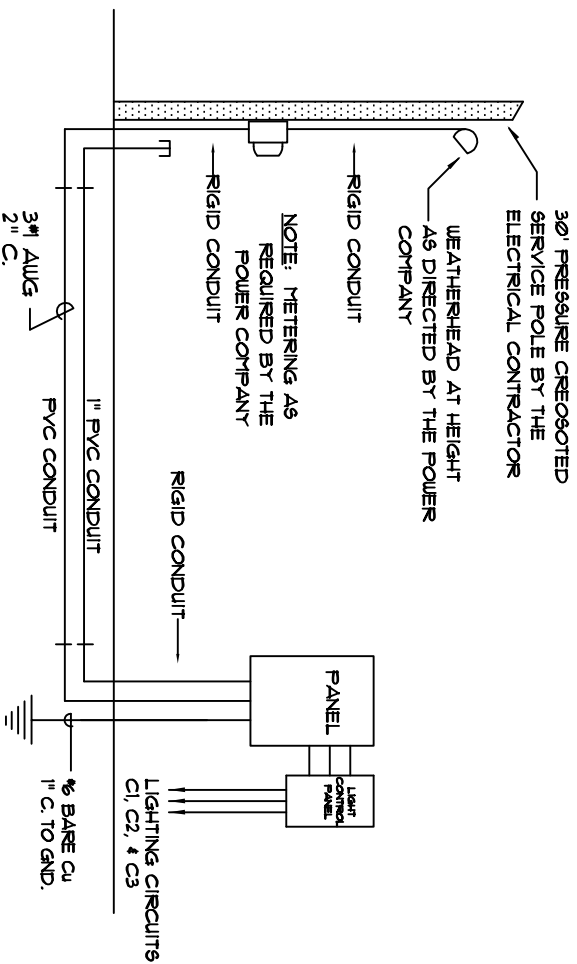 30' PRESSURE CREOSOTED
SERVICE POLE BY THE
ELECTRICAL CONTRACTOR
WEATHERHEAD AT HEIGHT
AS DIRECTED BY THE POWER
COMPANY
RIGID CONDUIT
NOTE: METERING AS
REQUIRED BY THE
POWER COMPANY
RIGID CONDUIT
3#1 AWG
2" C.
1" PVC CONDUIT
PVC CONDUIT
RIGID CONDUIT
PANEL
LIGHT
CONTROL
PANEL
LIGHTING CIRCUITS
C1, C2, & C3
#6 BARE Cu
1" C. TO GND.